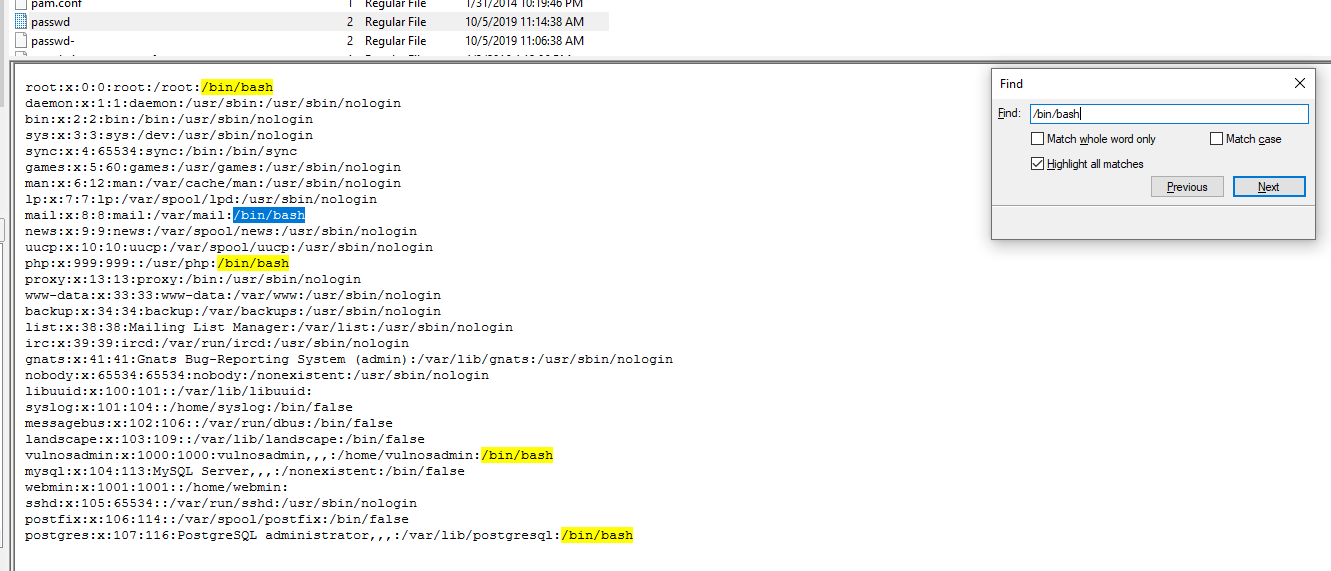 pam.conf 1 Regular File 1/31/2014 10:19:46 PM
passwd 2 Regular File 10/5/2019 11:14:38 AM
passwd- 2 Regular File 10/5/2019 11:06:38 AM
Find
Find: /bin/bash
Match whole word only Match case
Highlight all matches
Previous Next
root:x:0:0:root:/root:/bin/bash
daemon:x:1:1:daemon:/usr/sbin:/usr/sbin/nologin
bin:x:2:2:bin:/bin:/usr/sbin/nologin
sys:x:3:3:sys:/dev:/usr/sbin/nologin
sync:x:4:65534:sync:/bin:/bin/sync
games:x:5:60:games:/usr/games:/usr/sbin/nologin
man:x:6:12:man:/var/cache/man:/usr/sbin/nologin
lp:x:7:7:lp:/var/spool/lpd:/usr/sbin/nologin
mail:x:8:8:mail:/var/mail:/bin/bash
news:x:9:9:news:/var/spool/news:/usr/sbin/nologin
uucp:x:10:10:uucp:/var/spool/uucp:/usr/sbin/nologin
php:x:999:999::/usr/php:/bin/bash
proxy:x:13:13:proxy:/bin:/usr/sbin/nologin
www-data:x:33:33:www-data:/var/www:/usr/sbin/nologin
backup:x:34:34:backup:/var/backups:/usr/sbin/nologin
list:x:38:38:Mailing List Manager:/var/list:/usr/sbin/nologin
irc:x:39:39:ircd:/var/run/ircd:/usr/sbin/nologin
gnats:x:41:41:Gnats Bug-Reporting System (admin):/var/lib/gnats:/usr/sbin/nologin
nobody:x:65534:65534:nobody:/nonexistent:/usr/sbin/nologin
libuuid:x:100:101::/var/lib/libuuid:
syslog:x:101:104::/home/syslog:/bin/false
messagebus:x:102:106::/var/run/dbus:/bin/false
landscape:x:103:109::/var/lib/landscape:/bin/false
vulnosadmin:x:1000:1000:vulnosadmin,,,:/home/vulnosadmin:/bin/bash
mysql:x:104:113:MySQL Server,,,:/nonexistent:/bin/false
webmin:x:1001:1001::/home/webmin:
sshd:x:105:65534::/var/run/sshd:/usr/sbin/nologin
postfix:x:106:114::/var/spool/postfix:/bin/false
postgres:x:107:116:PostgreSQL administrator,,,:/var/lib/postgresql:/bin/bash